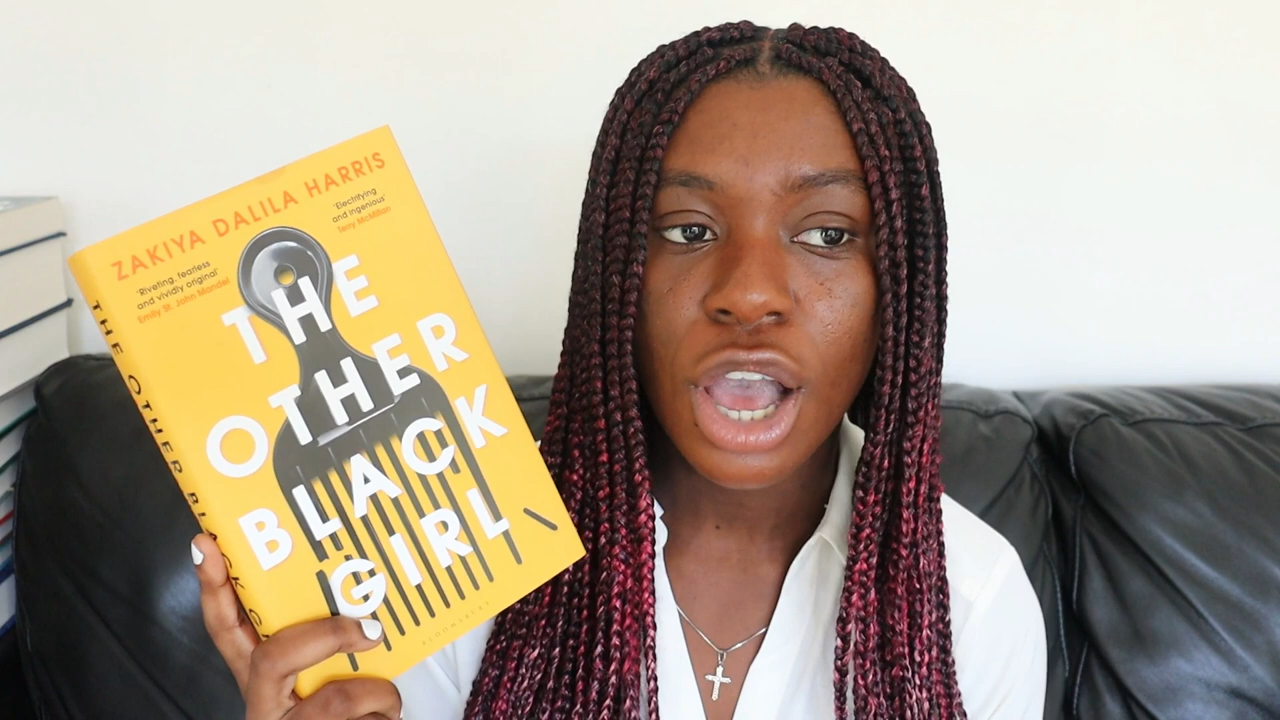 ZAKIYA DALILA HARRIS
'Electrifying
and ingenious'
Terry McMillan
'Riveting, fearless
and vividly original'
Emily St. John Mandel
THE
OTHER
BLACK
GIRL
BLOOMSBURY
THE OTHER BLACK G